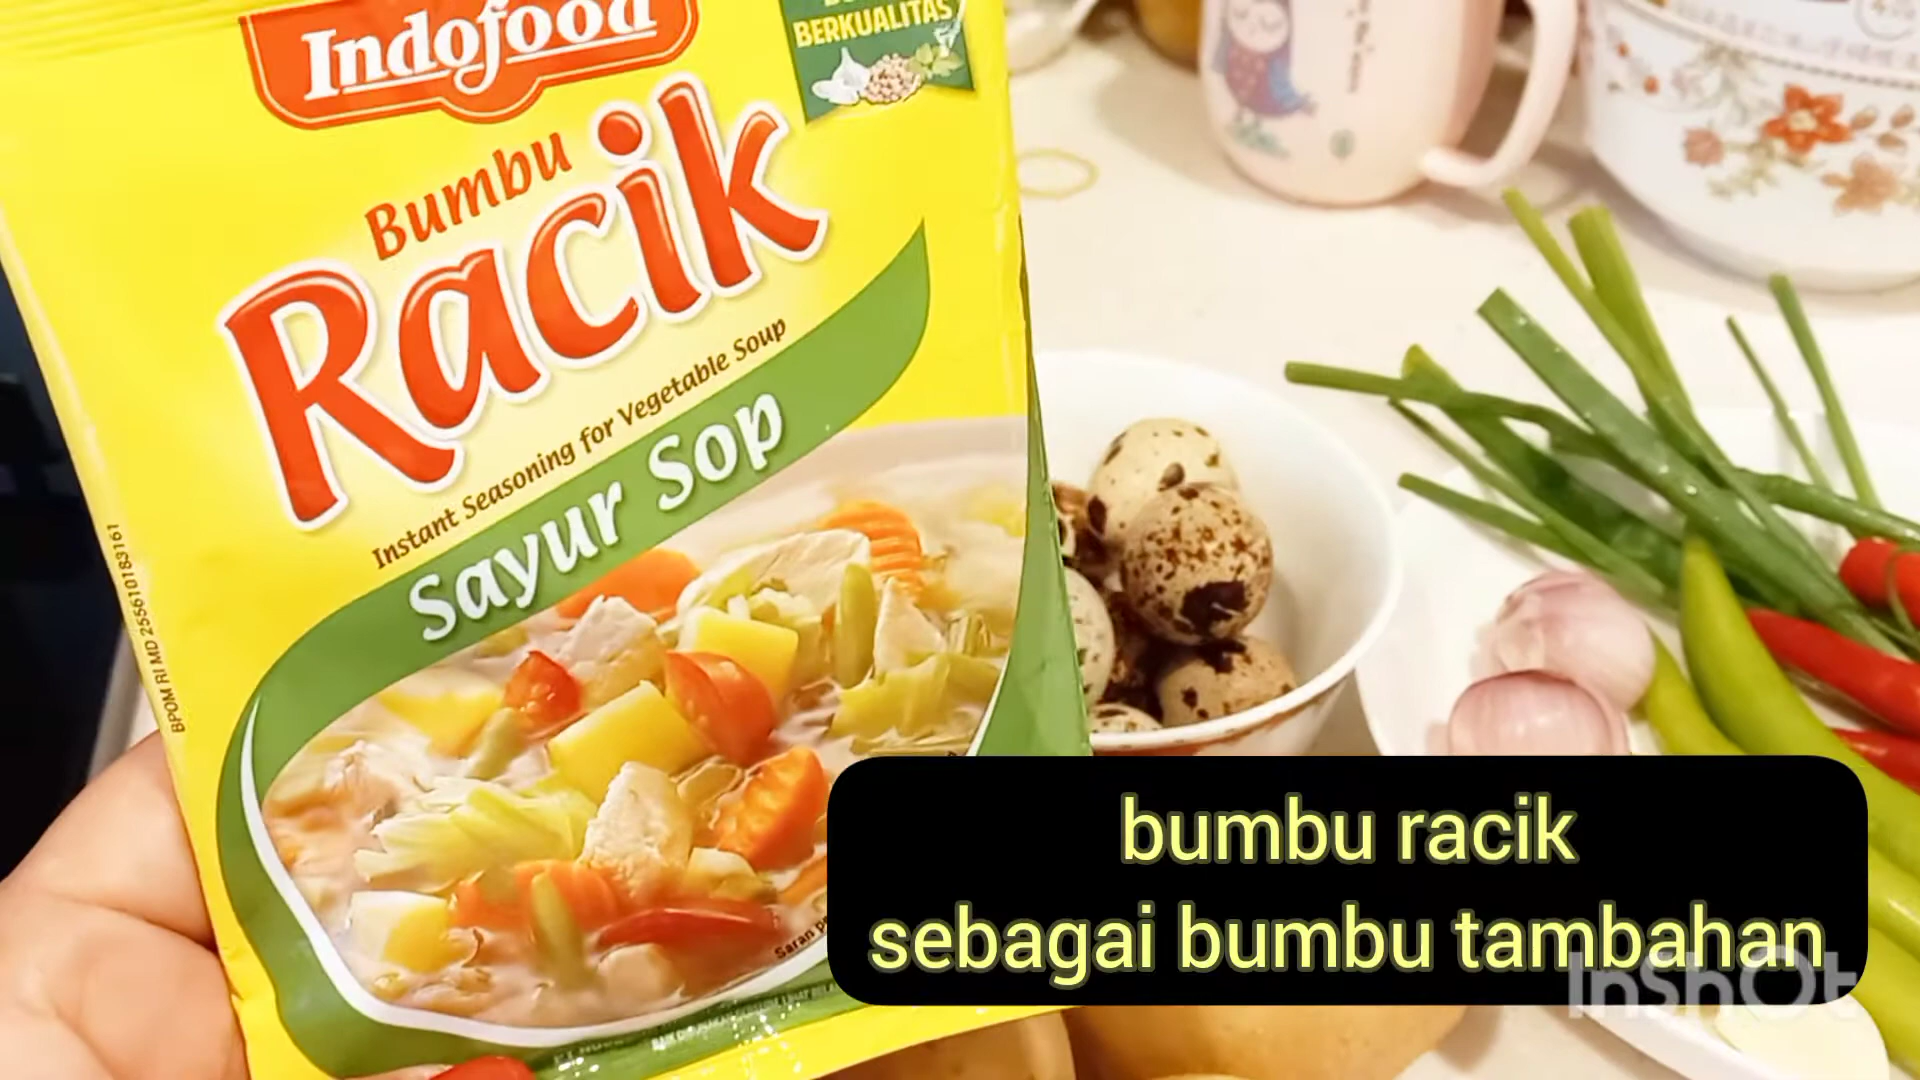 Indofood
BERKUALITAS
Bumbu
Racik
Instant Seasoning for Vegetable Soup
Sayur Sop
BPOM RI MD 255610183161
Saran
bumbu racik
sebagai bumbu tambahan
InShOt